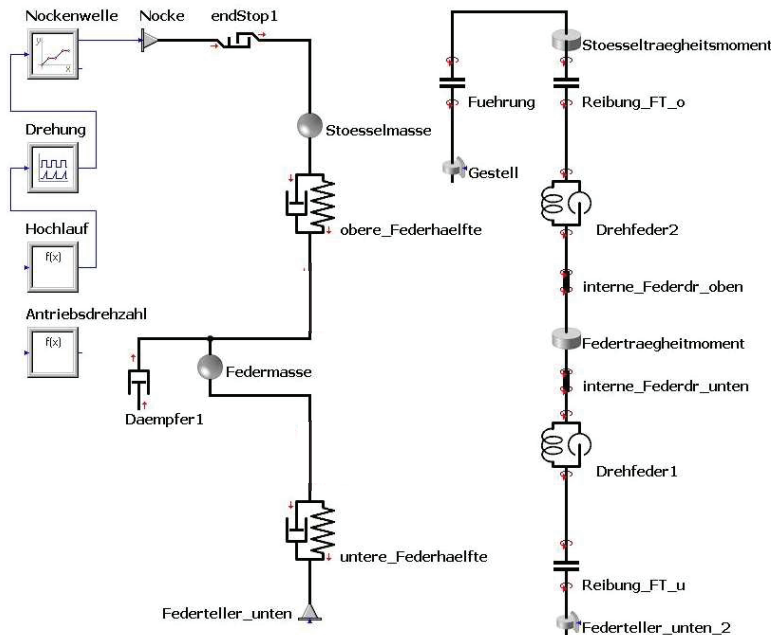 Nockenwelle
Nocke
endStop1
y
x
Stoesseltraegheitsmoment
Fuehrung
Reibung_FT_o
Drehung
Stoesselmasse
Gestell
Hochlauf
f(x)
obere_Federhaelfte
Drehfeder2
interne_Federdr_oben
Antriebsdrehzahl
f(x)
Federmasse
Federtraegheitmoment
Daempfer1
interne_Federdr_unten
Drehfeder1
untere_Federhaelfte
Reibung_FT_u
Federteller_unten
Federteller_unten_2